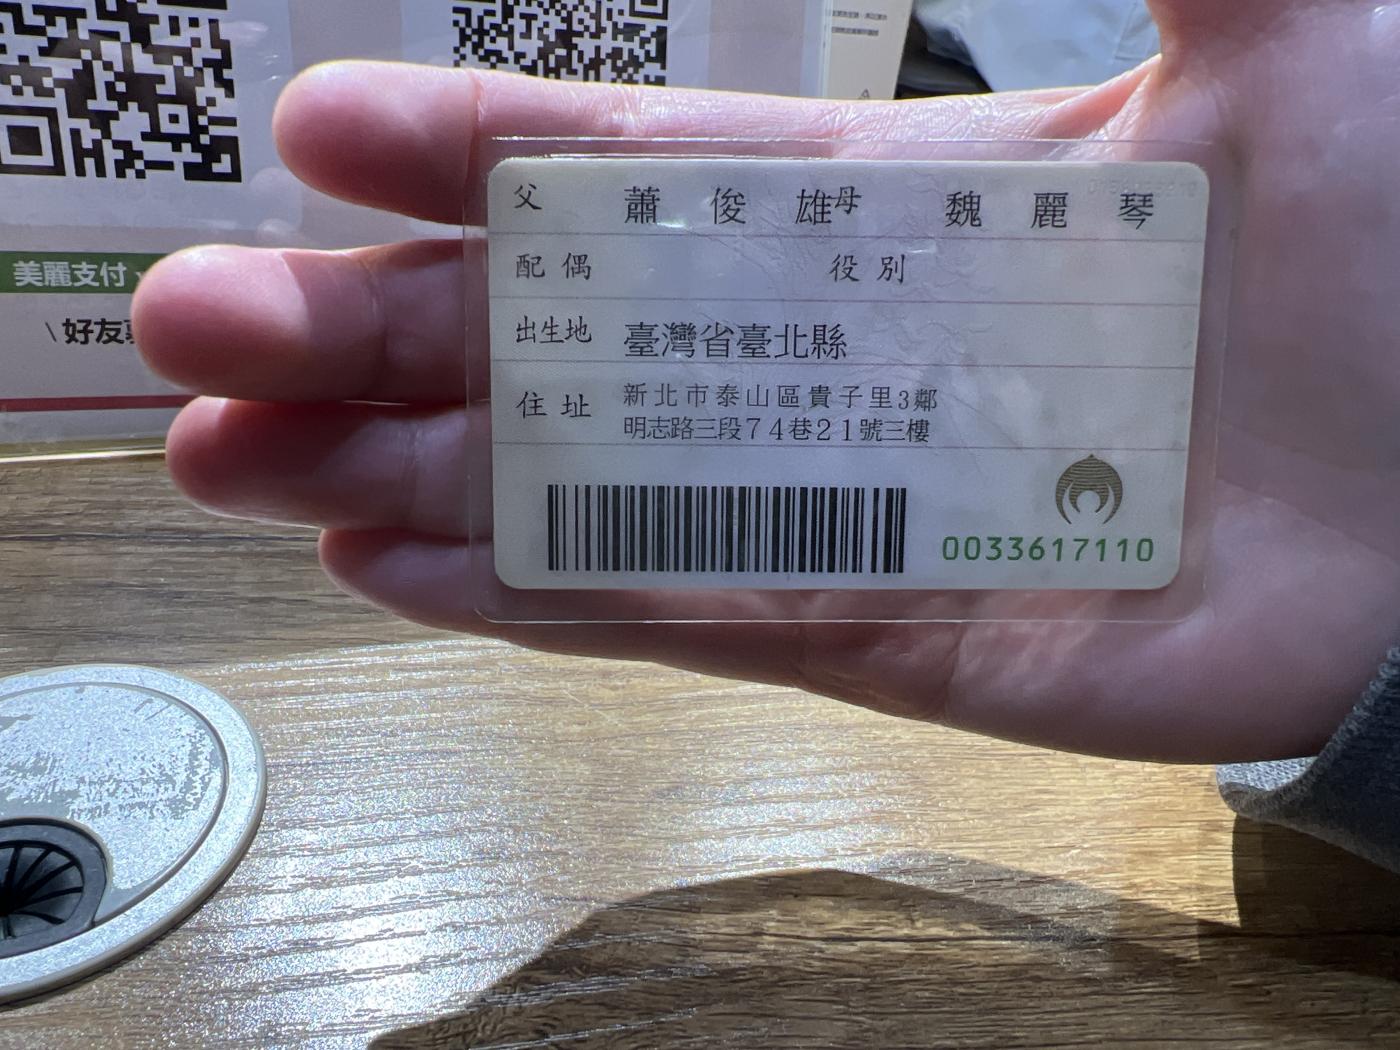 美麗支付
\ 好友
父 蕭俊雄 母 魏麗琴
配偶 役別
出生地 臺灣省臺北縣
住址 新北市泰山區貴子里3鄰
明志路三段74巷21號三樓
0033617110